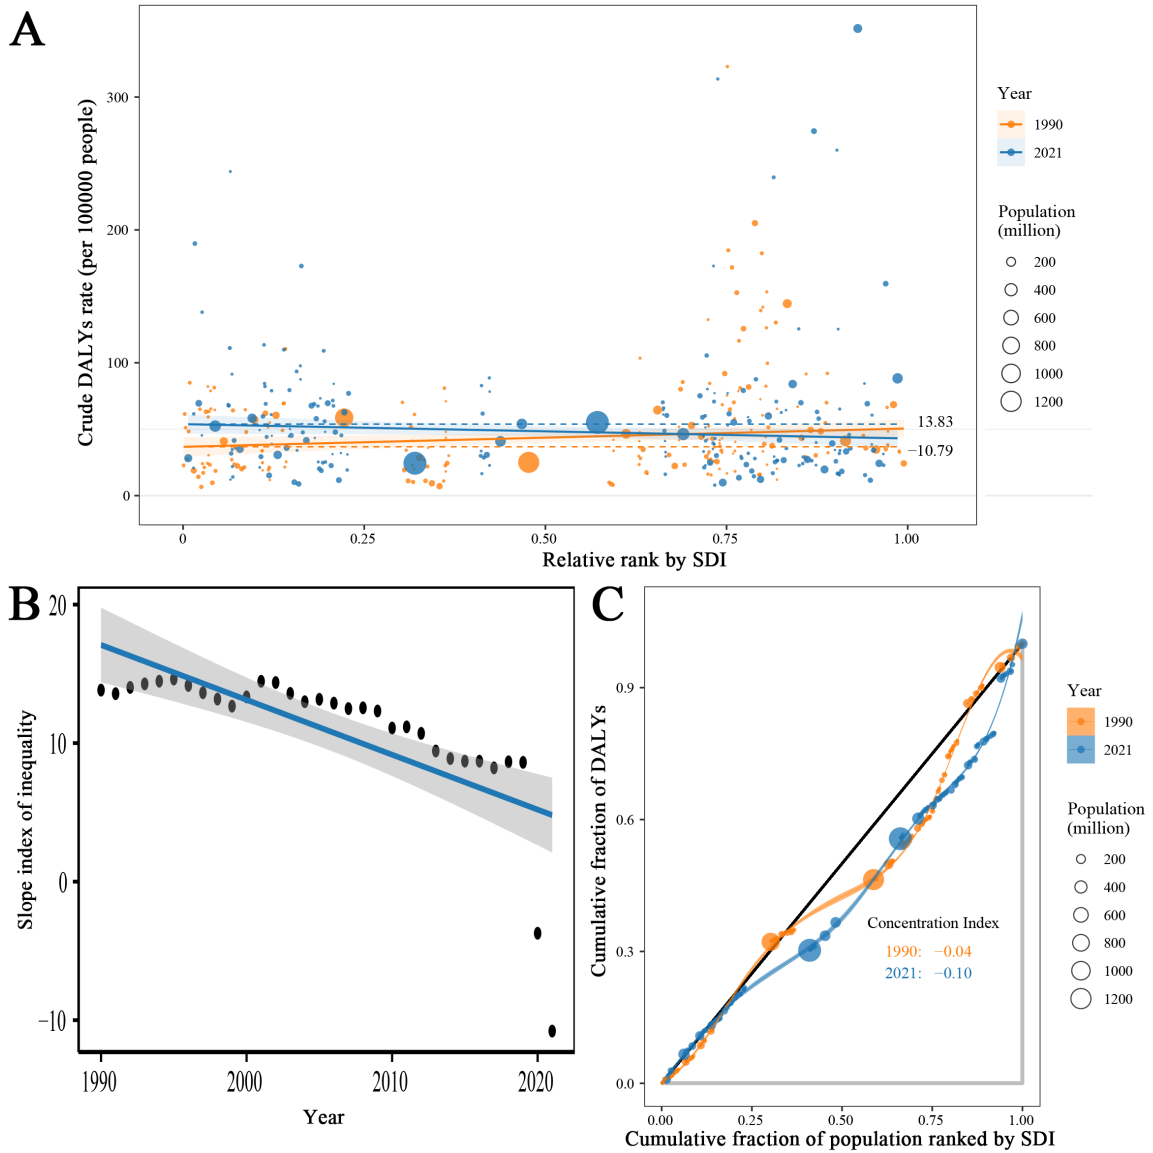 A
Crude DALYs rate (per 100000 people)
300
200
100
0
0
0.25
0.50
0.75
1.00
Relative rank by SDI
13.83
−10.79
Year
1990
2021
Population
(million)
200
400
600
800
1000
1200
B
Slope index of inequality
20
10
0
−10
1990
2000
2010
2020
Year
C
Cumulative fraction of DALYs
0.9
0.6
0.3
0.0
0.00
0.25
0.50
0.75
1.00
Cumulative fraction of population ranked by SDI
Concentration Index
1990: −0.04
2021: −0.10
Year
1990
2021
Population
(million)
200
400
600
800
1000
1200